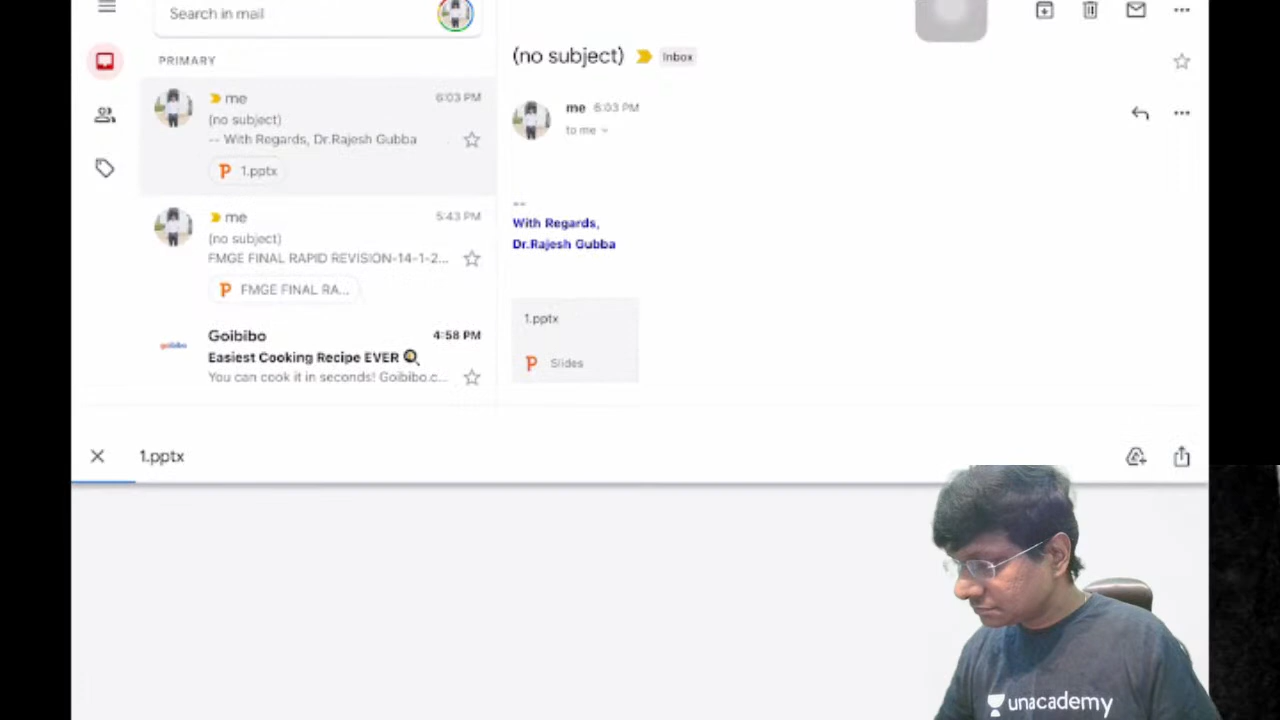 Search in mail
PRIMARY
me 6:03 PM
(no subject)
-- With Regards, Dr.Rajesh Gubba
1.pptx
me 5:43 PM
(no subject)
FMGE FINAL RAPID REVISION-14-1-2...
FMGE FINAL RA...
goibibo
Goibibo 4:58 PM
Easiest Cooking Recipe EVER
You can cook it in seconds! Goibibo.c...
(no subject) Inbox
me 6:03 PM
to me
--
With Regards,
Dr.Rajesh Gubba
1.pptx
P Slides
1.pptx
unacademy